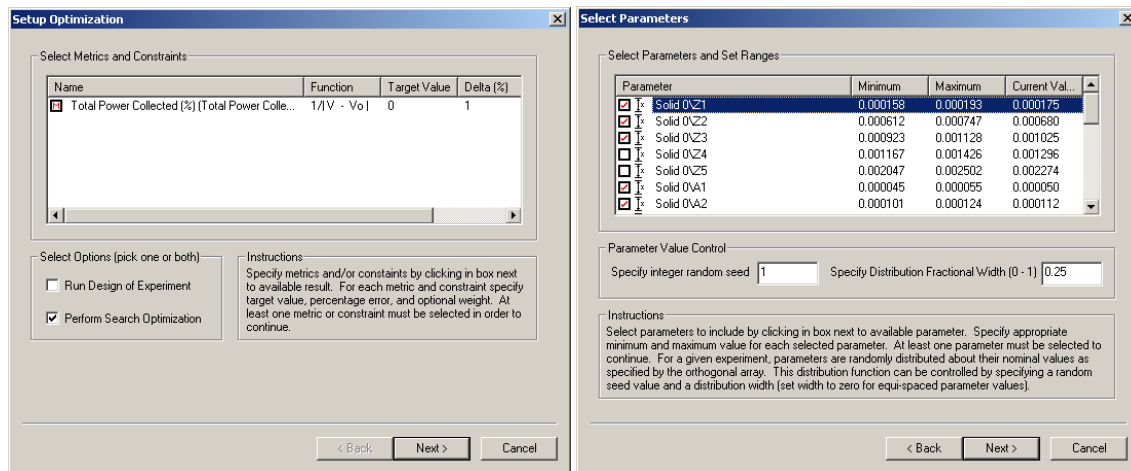 Setup Optimization
Select Metrics and Constraints
Name Function Target Value Delta (%)
M Total Power Collected (%) (Total Power Colle... 1/| V - Vo | 0 1
Select Options (pick one or both)
Run Design of Experiment
Perform Search Optimization
Instructions
Specify metrics and/or constaints by clicking in box next
to available result. For each metric and constraint specify
target value, percentage error, and optional weight. At
least one metric or constraint must be selected in order to
continue.
< Back Next > Cancel
Select Parameters
Select Parameters and Set Ranges
Parameter Minimum Maximum Current Val...
Solid 0\Z1 0.000158 0.000193 0.000175
Solid 0\Z2 0.000612 0.000747 0.000680
Solid 0\Z3 0.000923 0.001128 0.001025
Solid 0\Z4 0.001167 0.001426 0.001296
Solid 0\Z5 0.002047 0.002502 0.002274
Solid 0\A1 0.000045 0.000055 0.000050
Solid 0\A2 0.000101 0.000124 0.000112
Parameter Value Control
Specify integer random seed 1 Specify Distribution Fractional Width (0 - 1) 0.25
Instructions
Select parameters to include by clicking in box next to available parameter. Specify appropriate
minimum and maximum value for each selected parameter. At least one parameter must be selected to
continue. For a given experiment, parameters are randomly distributed about their nominal values as
specified by the orthogonal array. This distribution function can be controlled by specifying a random
seed value and a distribution width (set width to zero for equi-spaced parameter values).
< Back Next > Cancel